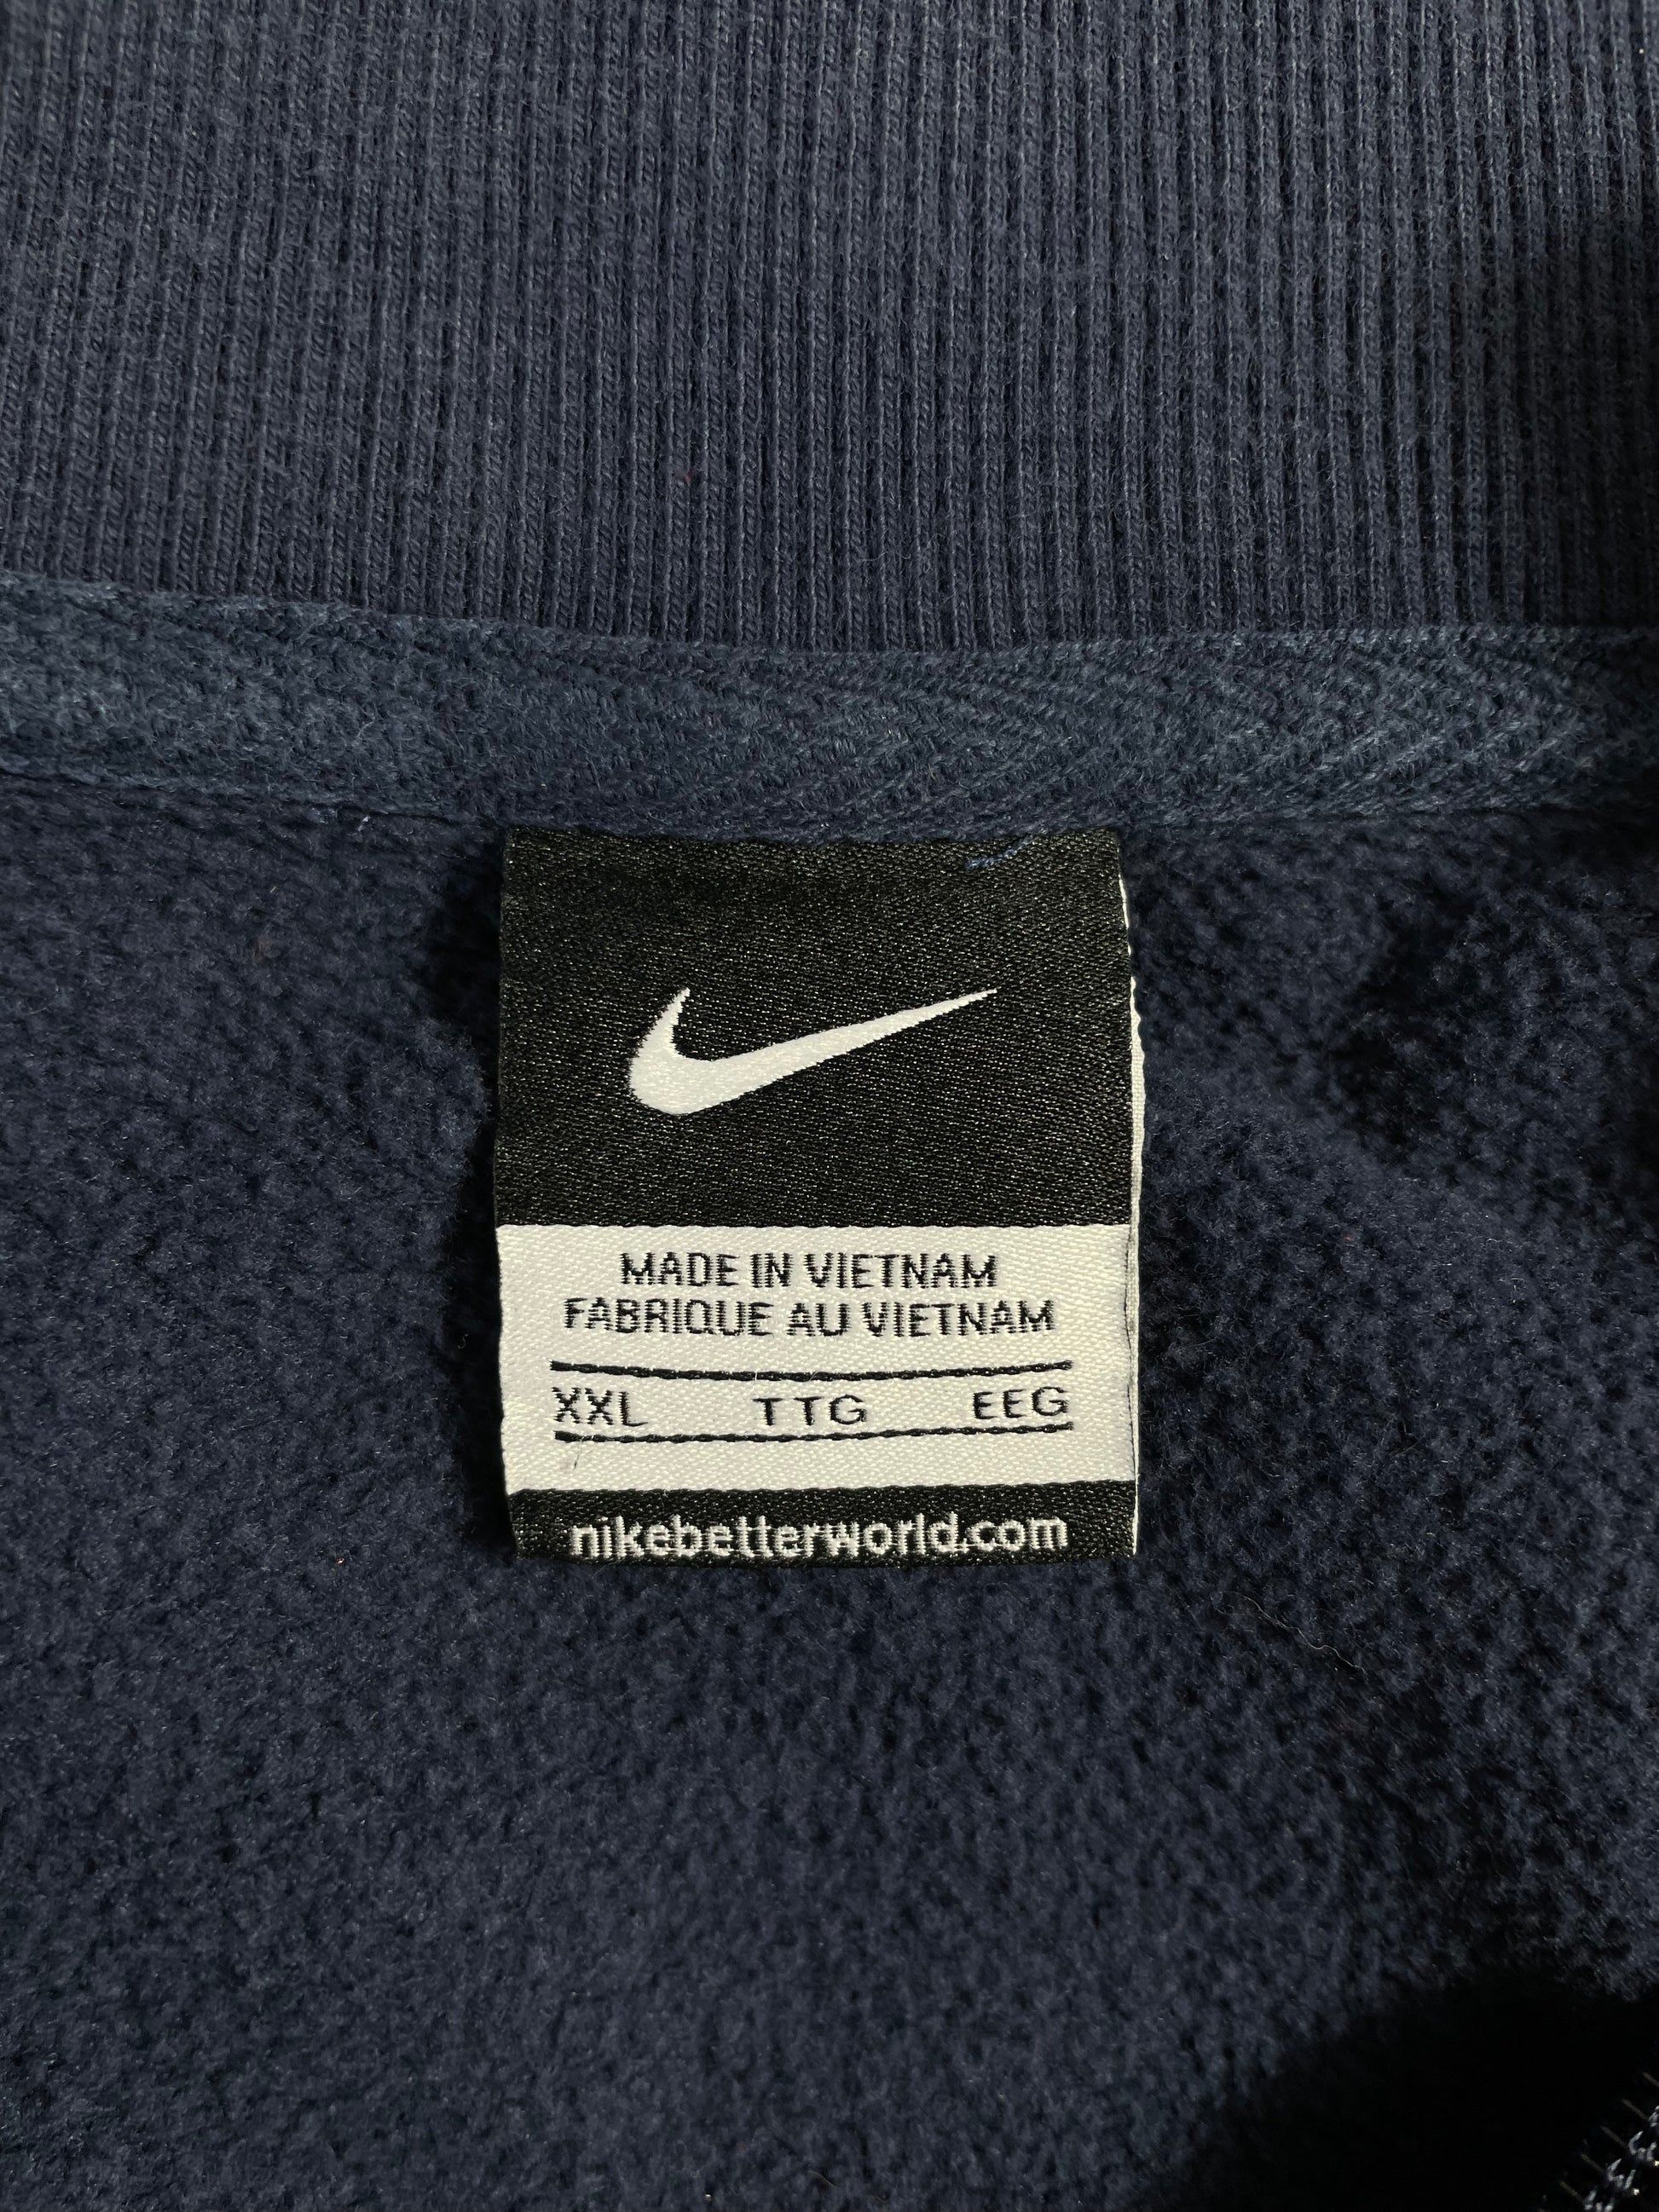 MADE IN VIETNAM
FABRIQUE AU VIETNAM
XXL TTG EEG
nikebetterworld.com